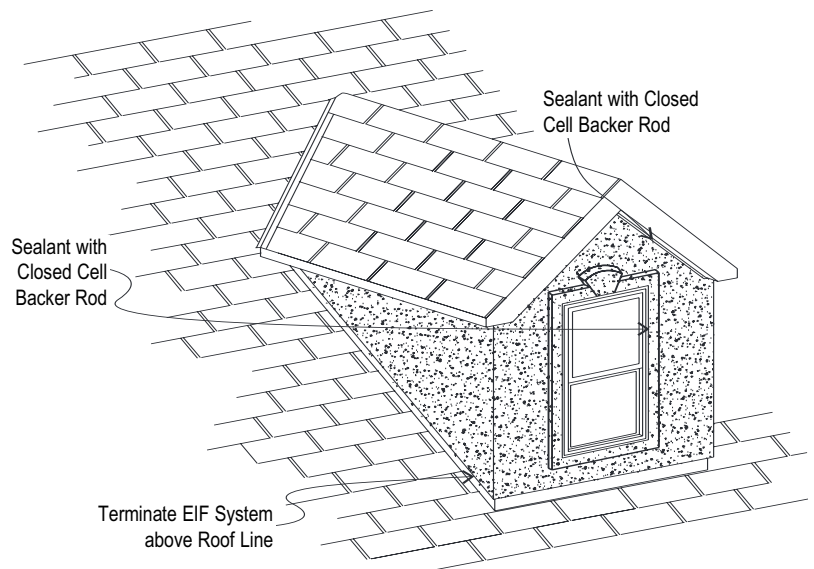 Sealant with Closed
Cell Backer Rod
Sealant with
Closed Cell
Backer Rod
Terminate EIF System
above Roof Line